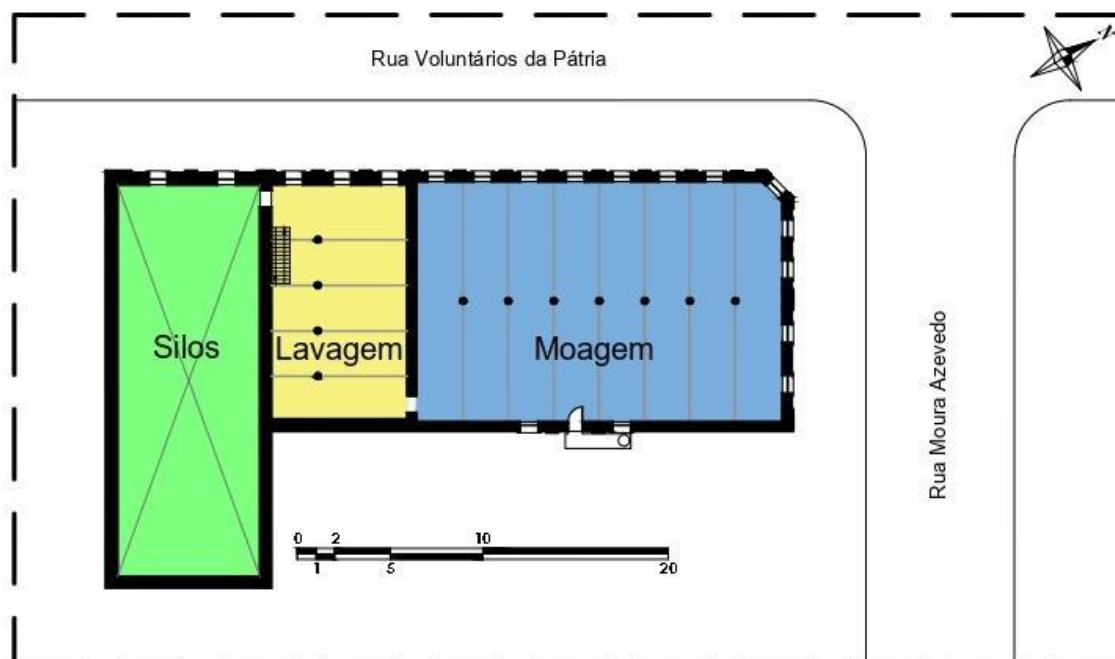 Rua Voluntários da Pátria
N
Silos
Lavagem
Moagem
Rua Moura Azevedo
0 2 10
1 5 20